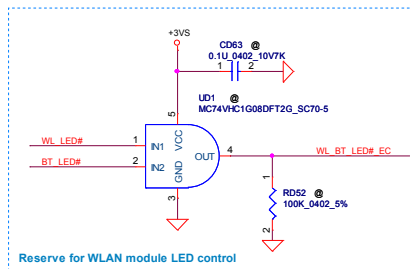 +3VS
CD63 @
0.1U_0402_10V7K
1 2
UD1 @
MC74VHC1G08DFT2G_SC70-5
5
WL_LED# 1 IN1 VCC
OUT 4 WL_BT_LED#_EC
BT_LED# 2 IN2 GND
3
1
RD52 @
100K_0402_5%
2
Reserve for WLAN module LED control